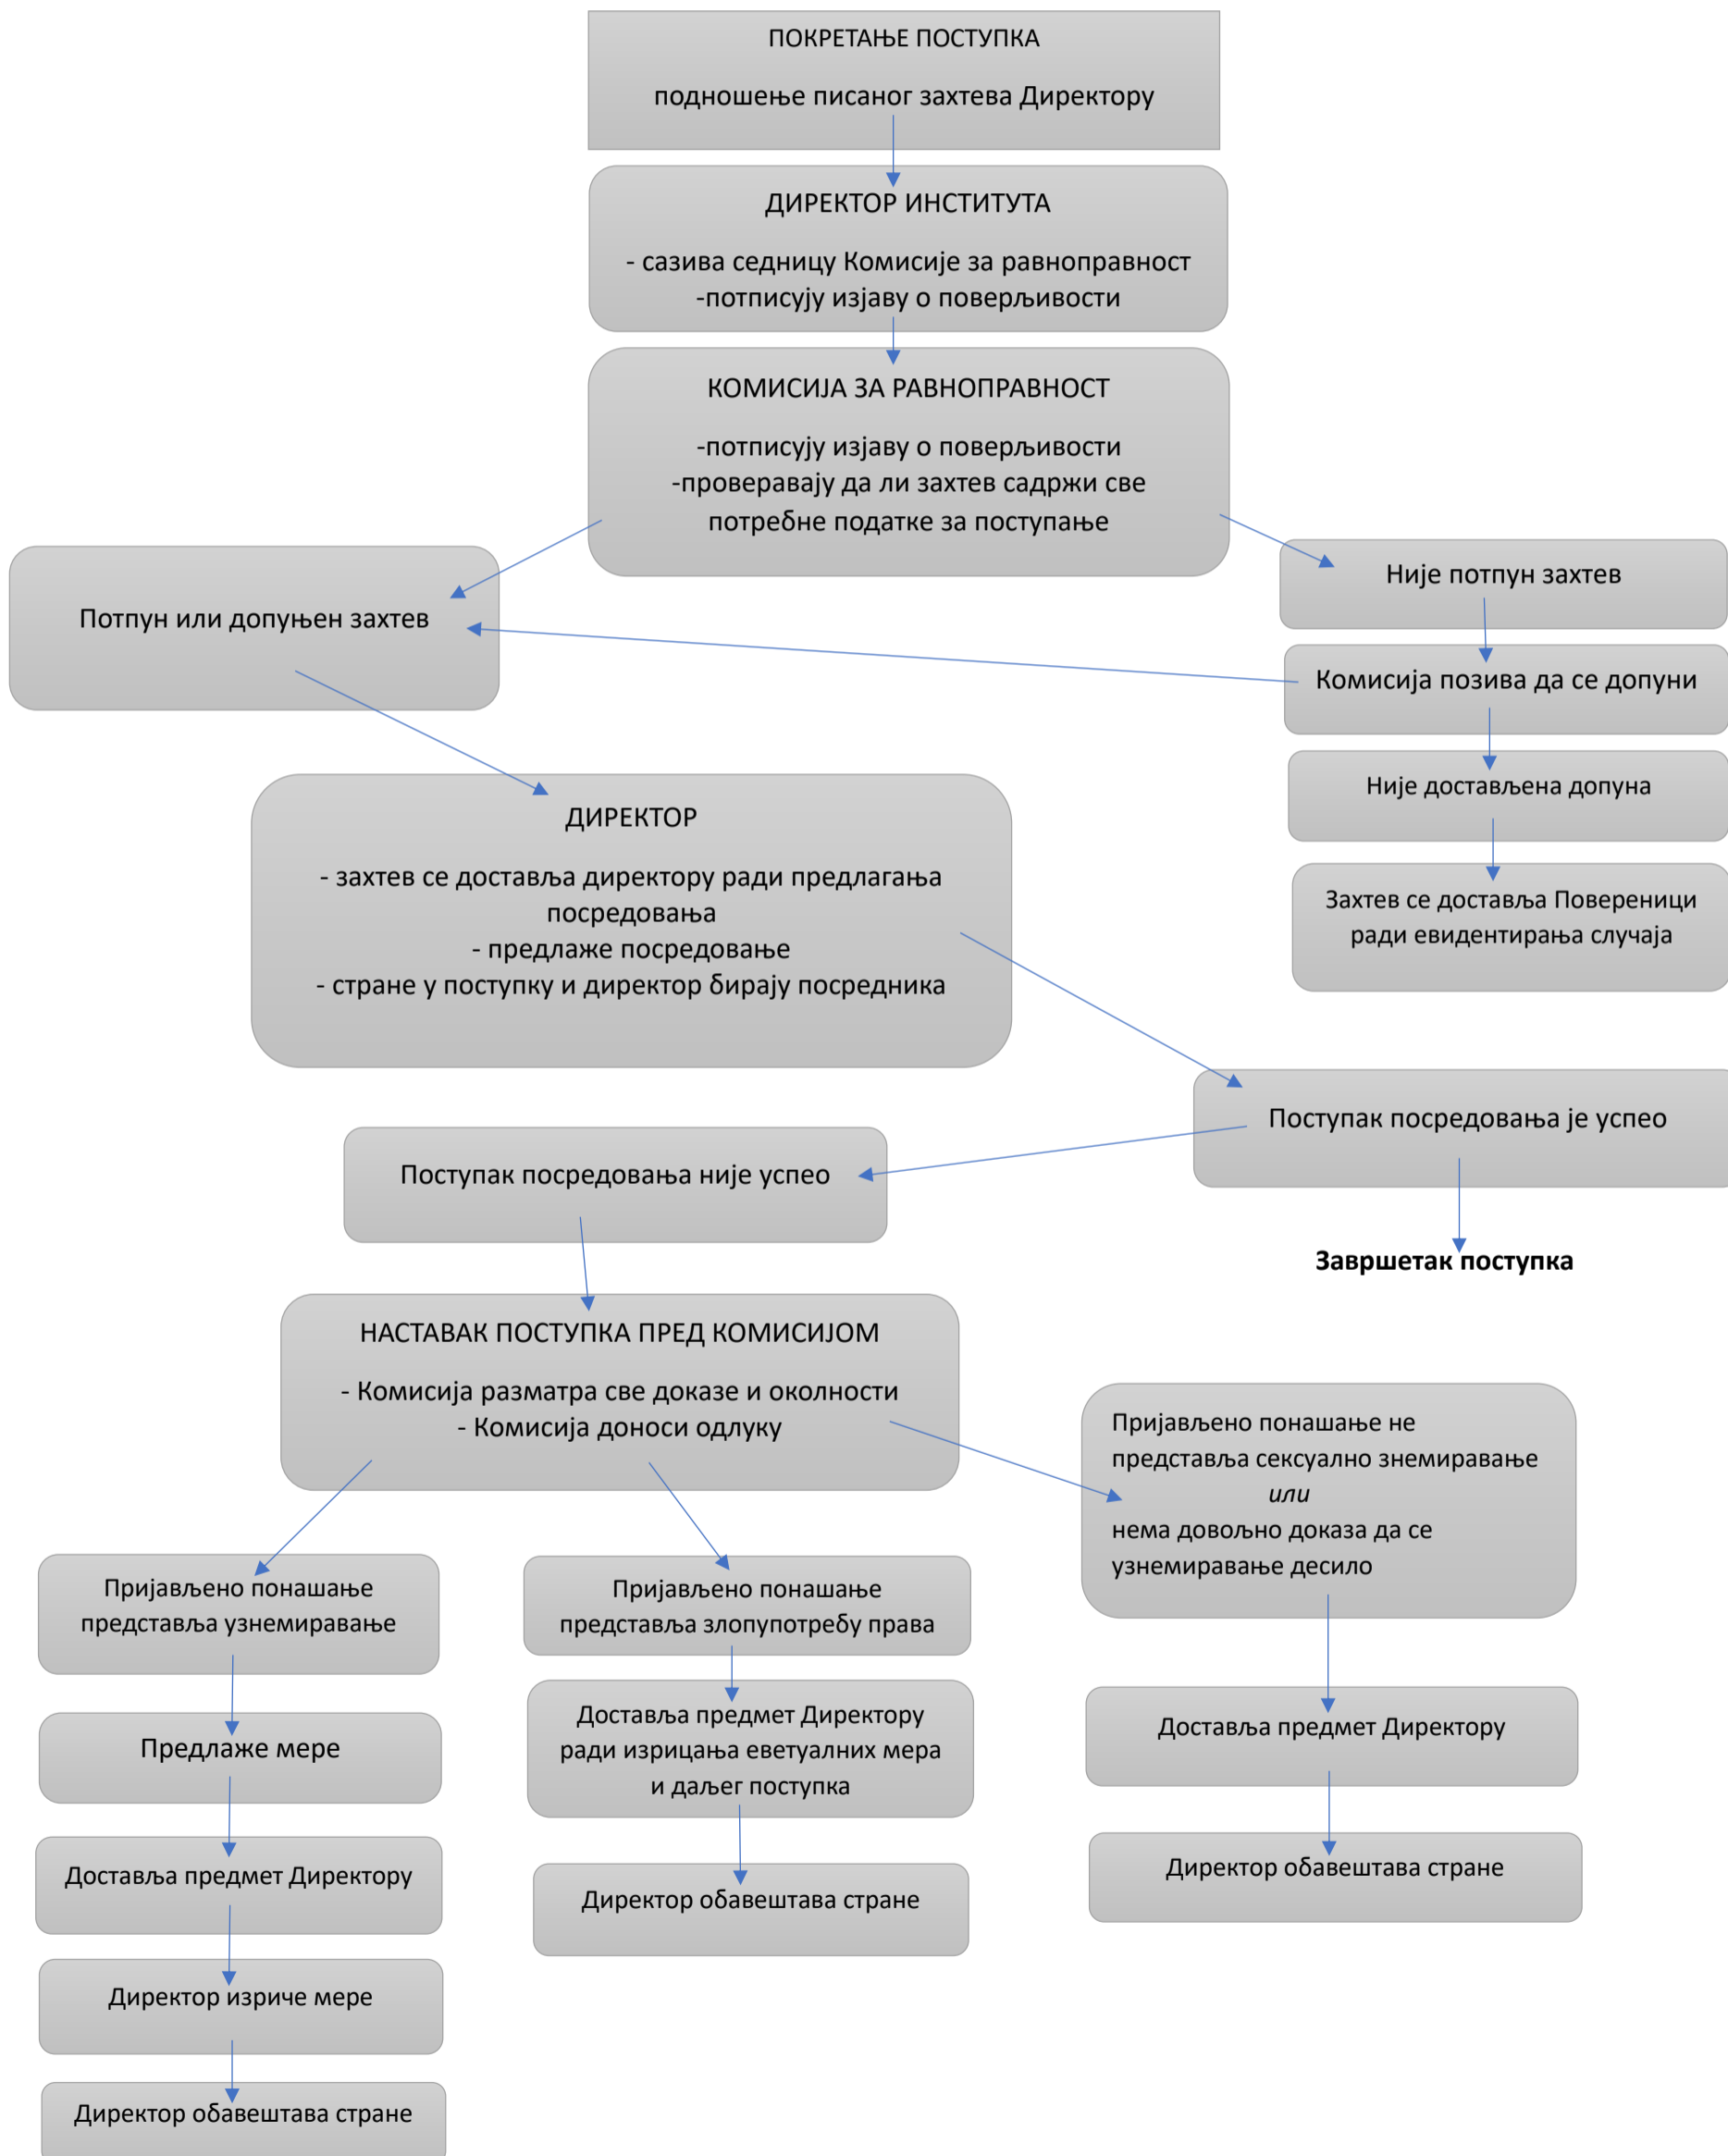 ПОКРЕТАЊЕ ПОСТУПКА
подношење писаног захтева Директору
ДИРЕКТОР ИНСТИТУТА
- сазива седницу Комисије за равноправност
-потписују изјаву о поверљивости
КОМИСИЈА ЗА РАВНОПРАВНОСТ
-потписују изјаву о поверљивости
-проверавају да ли захтев садржи све
потребне податке за поступање
Није потпун захтев
Потпун или допуњен захтев
Комисија позива да се допуни
Није достављена допуна
Захтев се доставља Повереници
ради евидентирања случаја
ДИРЕКТОР
- захтев се доставља директору ради предлагања
посредовања
- предлаже посредовање
- стране у поступку и директор бирају посредника
Поступак посредовања је успео
Поступак посредовања није успео
Завршетак поступка
НАСТАВАК ПОСТУПКА ПРЕД КОМИСИЈОМ
- Комисија разматра све доказе и околности
- Комисија доноси одлуку
Пријављено понашање не
представља сексуално знемиравање
или
нема довољно доказа да се
узнемиравање десило
Пријављено понашање
представља узнемиравање
Пријављено понашање
представља злопупотребу права
Предлаже мере
Доставља предмет Директору
ради изрицања еветуалних мера
и даљег поступка
Доставља предмет Директору
Доставља предмет Директору
Директор обавештава стране
Директор обавештава стране
Директор изриче мере
Директор обавештава стране